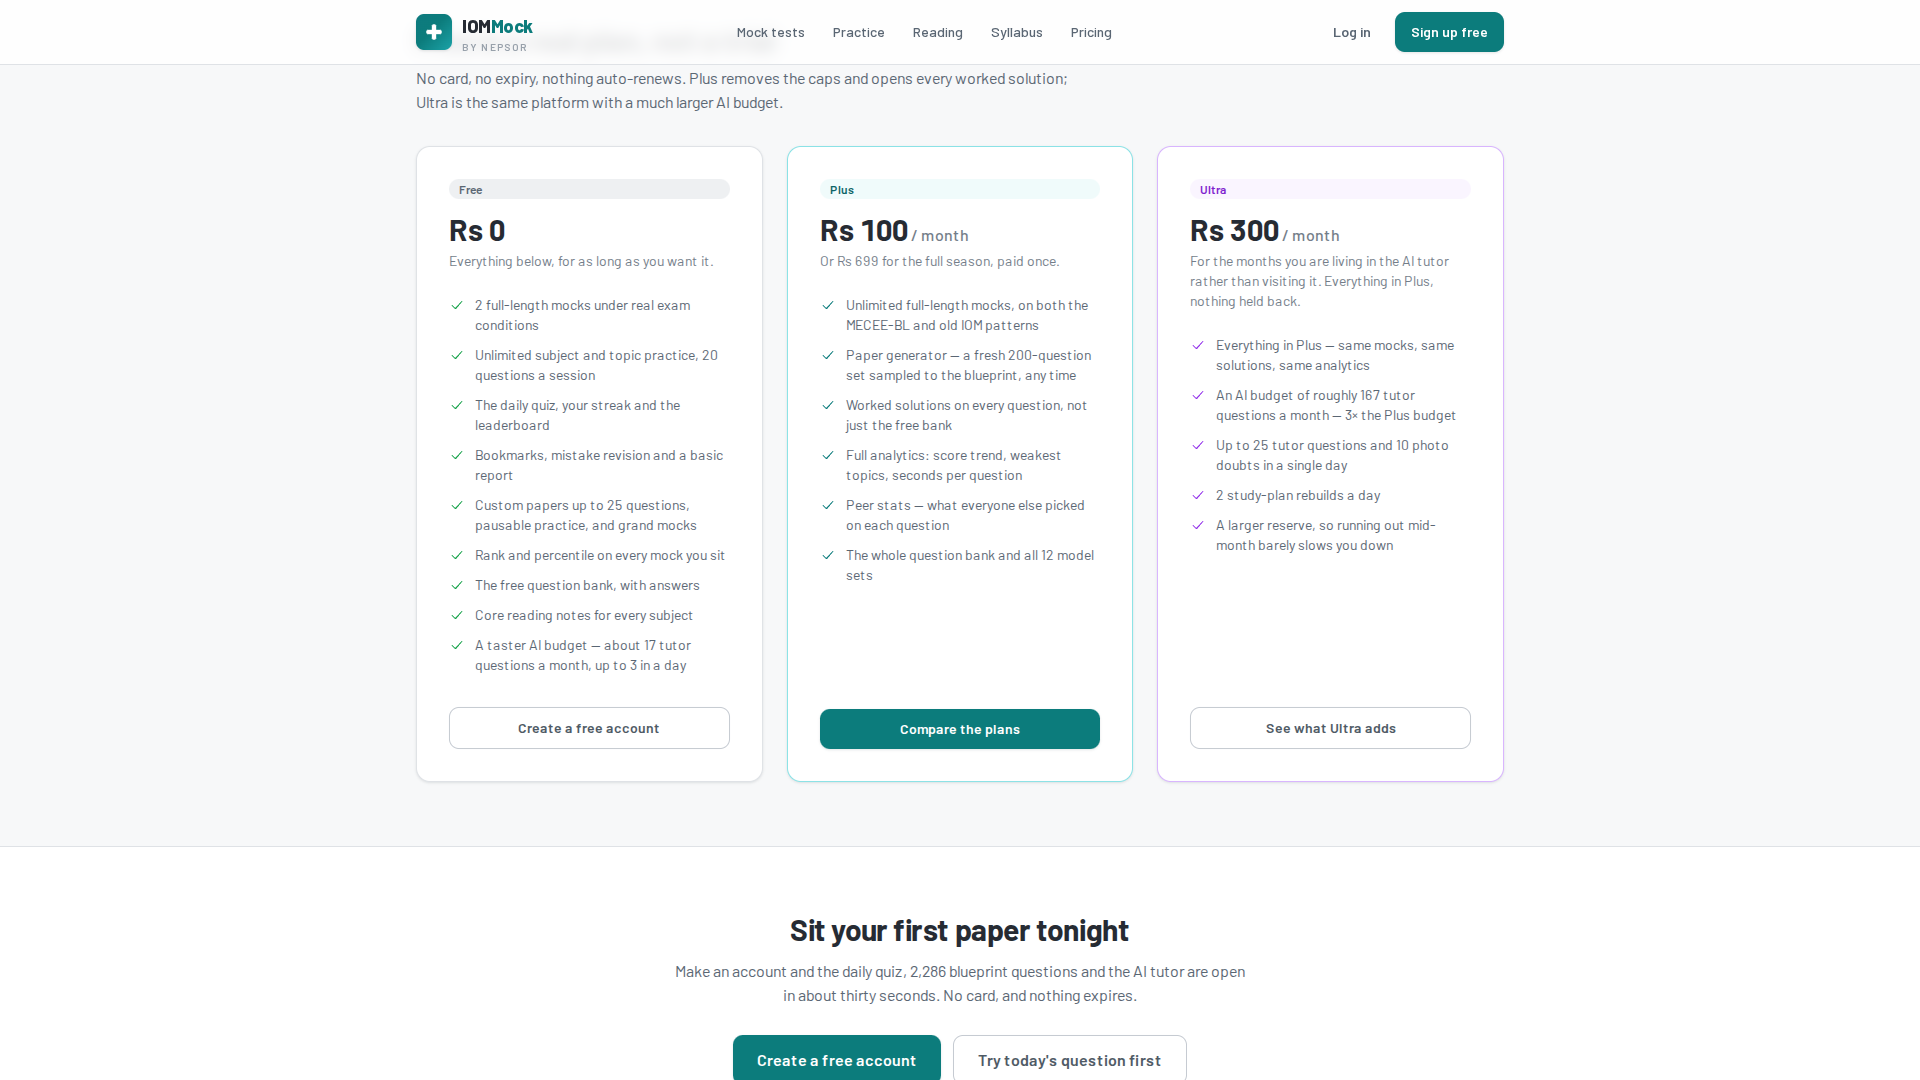 IOMMock
BY NEPSOR
Mock tests
Practice
Reading
Syllabus
Pricing
Log in
Sign up free
No card, no expiry, nothing auto-renews. Plus removes the caps and opens every worked solution;
Ultra is the same platform with a much larger AI budget.
Free
Rs 0
Everything below, for as long as you want it.
2 full-length mocks under real exam
conditions
Unlimited subject and topic practice, 20
questions a session
The daily quiz, your streak and the
leaderboard
Bookmarks, mistake revision and a basic
report
Custom papers up to 25 questions,
pausable practice, and grand mocks
Rank and percentile on every mock you sit
The free question bank, with answers
Core reading notes for every subject
A taster AI budget — about 17 tutor
questions a month, up to 3 in a day
Create a free account
Plus
Rs 100 / month
Or Rs 699 for the full season, paid once.
Unlimited full-length mocks, on both the
MECEE-BL and old IOM patterns
Paper generator — a fresh 200-question
set sampled to the blueprint, any time
Worked solutions on every question, not
just the free bank
Full analytics: score trend, weakest
topics, seconds per question
Peer stats — what everyone else picked
on each question
The whole question bank and all 12 model
sets
Compare the plans
Ultra
Rs 300 / month
For the months you are living in the AI tutor
rather than visiting it. Everything in Plus,
nothing held back.
Everything in Plus — same mocks, same
solutions, same analytics
An AI budget of roughly 167 tutor
questions a month — 3× the Plus budget
Up to 25 tutor questions and 10 photo
doubts in a single day
2 study-plan rebuilds a day
A larger reserve, so running out mid-
month barely slows you down
See what Ultra adds
Sit your first paper tonight
Make an account and the daily quiz, 2,286 blueprint questions and the AI tutor are open
in about thirty seconds. No card, and nothing expires.
Create a free account
Try today's question first